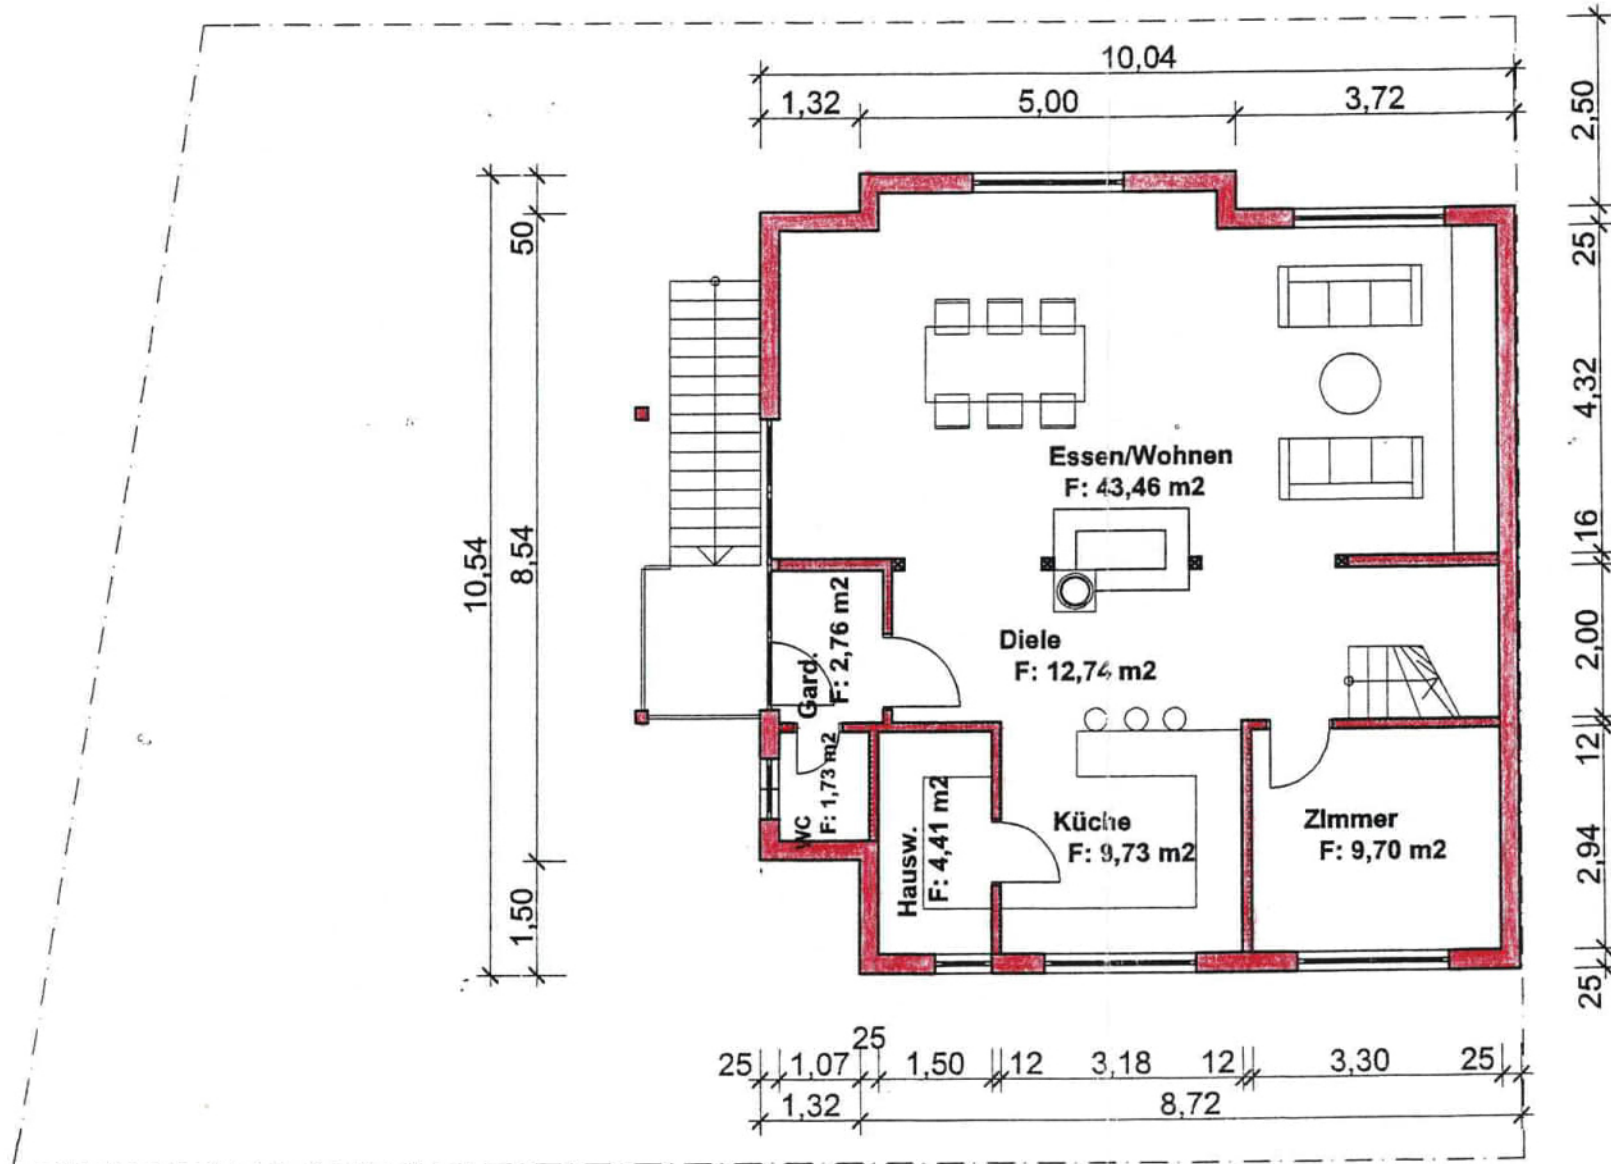 10,04
1,32
5,00
3,72
2,50
50
25
4,32
Essen/Wohnen
F: 43,46 m2
16
10,54
8,54
Gard.
F: 2,76 m2
Diele
F: 12,74 m2
2,00
12
WC
F: 1,73 m2
Hausw.
F: 4,41 m2
Küche
F: 9,73 m2
Zimmer
F: 9,70 m2
2,94
1,50
25
25
1,07
25
1,50
12
3,18
12
3,30
25
1,32
8,72